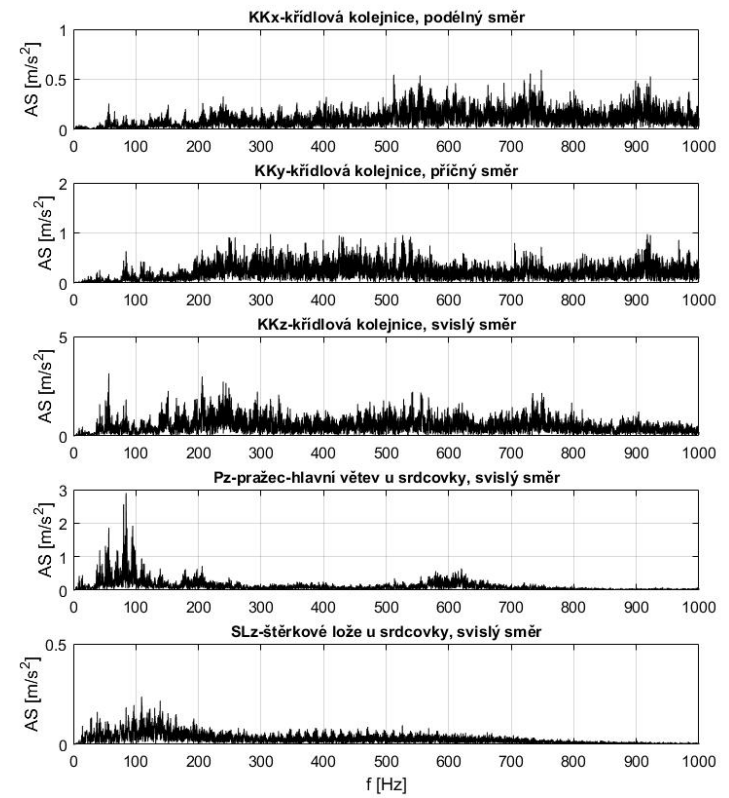 KKx-křídlová kolejnice, podélný směr
AS [m/s²]
1
0.5
0
0 100 200 300 400 500 600 700 800 900 1000
KKy-křídlová kolejnice, příčný směr
AS [m/s²]
2
1
0
0 100 200 300 400 500 600 700 800 900 1000
KKz-křídlová kolejnice, svislý směr
AS [m/s²]
5
0
0 100 200 300 400 500 600 700 800 900 1000
Pz-pražec-hlavní větev u srdcovky, svislý směr
AS [m/s²]
3
2
1
0
0 100 200 300 400 500 600 700 800 900 1000
SLz-štěrkové lože u srdcovky, svislý směr
AS [m/s²]
0.5
0
0 100 200 300 400 500 600 700 800 900 1000
f [Hz]